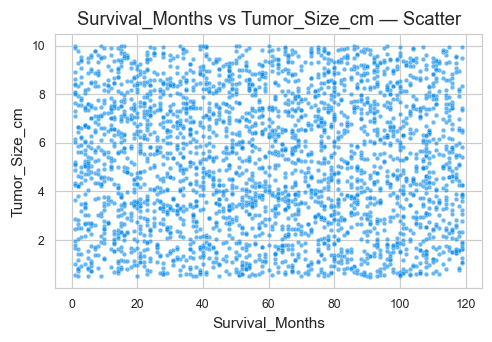 Survival_Months vs Tumor_Size_cm — Scatter
10
8
6
4
2
Tumor_Size_cm
0 20 40 60 80 100 120
Survival_Months